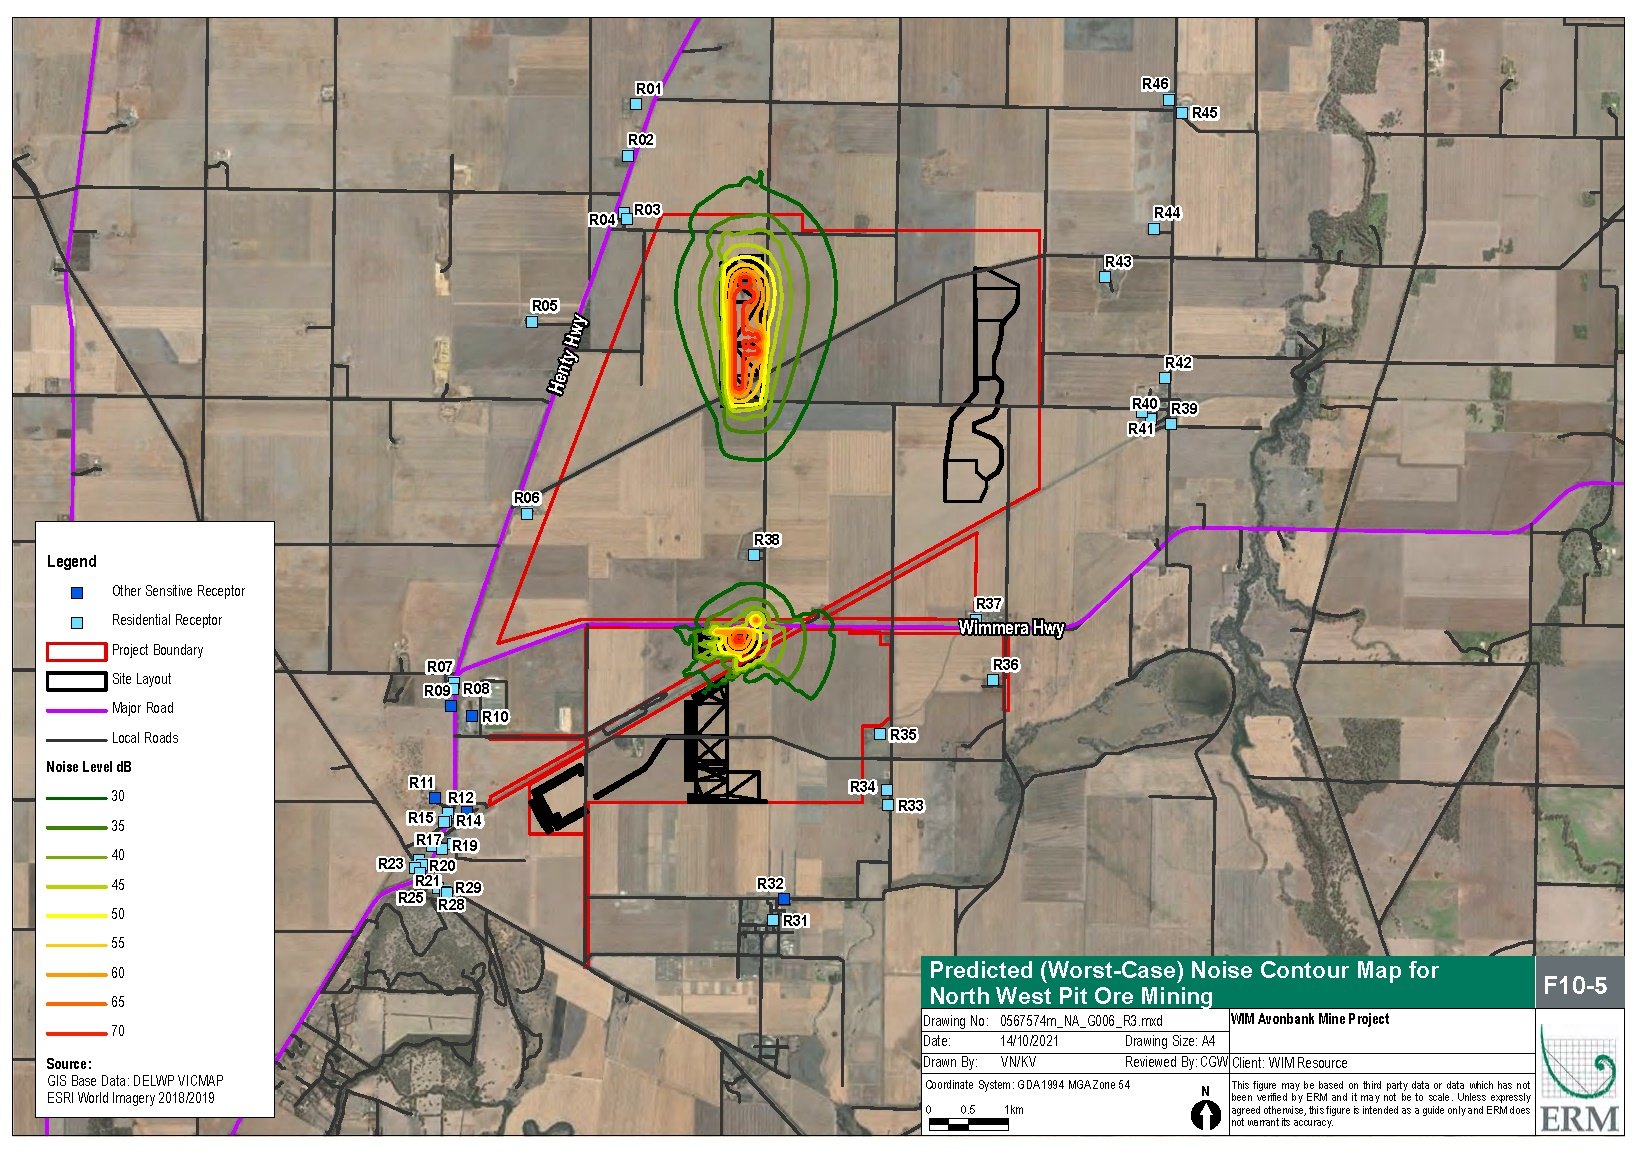 R01
R46
R45
R02
R03
R04
R44
R43
R05
Henty Hwy
R42
R40
R39
R41
R06
R38
R37
Wimmera Hwy
R36
R07
R09
R08
R10
R35
R34
R33
R11
R12
R15
R14
R17
R19
R23
R20
R21
R25
R29
R28
R32
R31
Legend
Other Sensitive Receptor
Residential Receptor
Project Boundary
Site Layout
Major Road
Local Roads
Noise Level dB
30
35
40
45
50
55
60
65
70
Source:
GIS Base Data: DELWP VICMAP
ESRI World Imagery 2018/2019
Predicted (Worst-Case) Noise Contour Map for
North West Pit Ore Mining
F10-5
Drawing No: 0567574m_NA_G006_R3.mxd
Date: 14/10/2021 Drawing Size: A4
Drawn By: VN/KV Reviewed By: CGW
Coordinate System: GDA 1994 MGA Zone 54
0 0.5 1km
N
WIM Avonbank Mine Project
Client: WIM Resource
This figure may be based on third party data or data which has not
been verified by ERM and it may not be to scale. Unless expressly
agreed otherwise, this figure is intended as a guide only and ERM does
not warrant its accuracy.
ERM